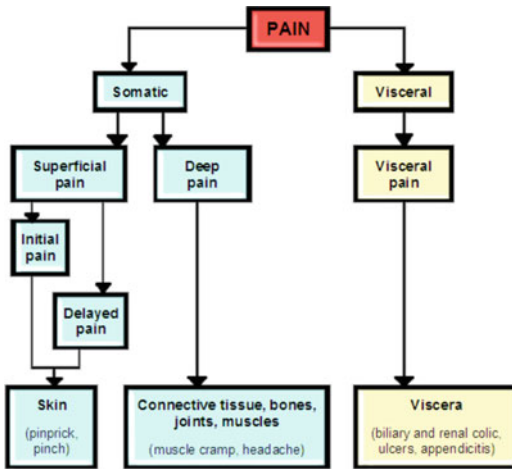 PAIN
Somatic
Visceral
Superficial
pain
Deep
pain
Visceral
pain
Initial
pain
Delayed
pain
Skin
(pinprick,
pinch)
Connective tissue, bones,
joints, muscles
(muscle cramp, headache)
Viscera
(biliary and renal colic,
ulcers, appendicitis)